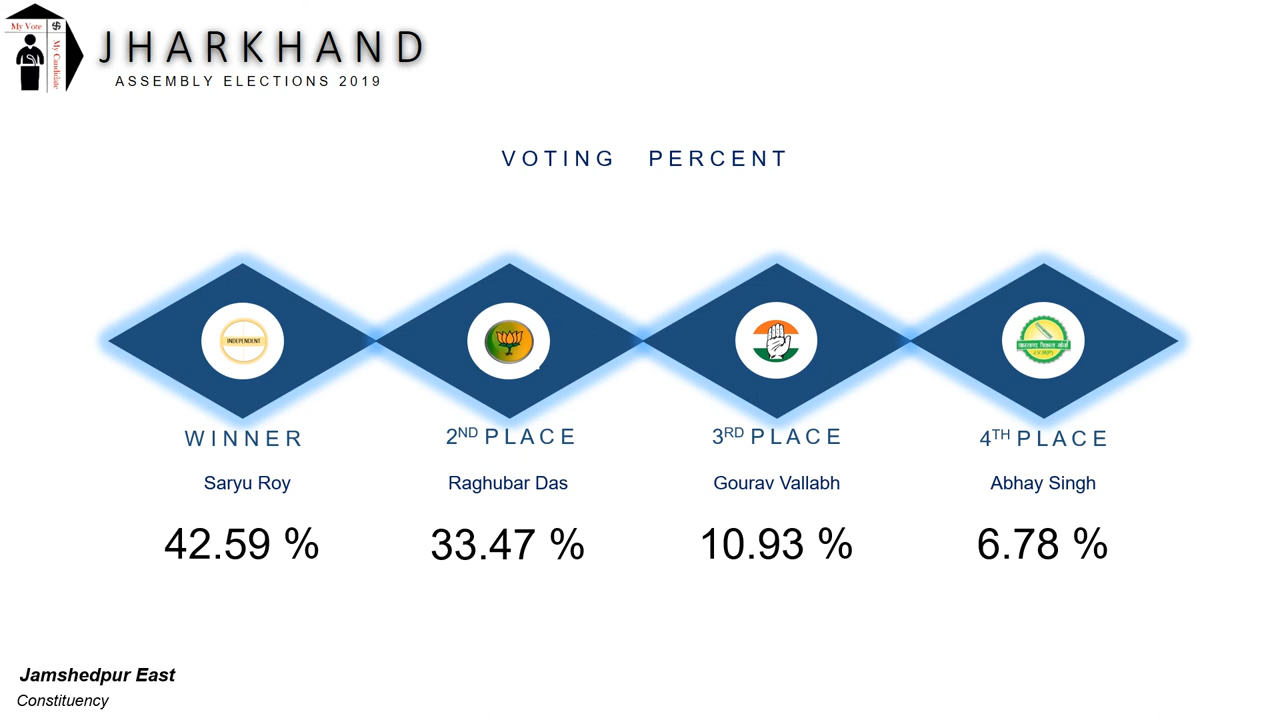 My Vote
My Candidate
JHARKHAND
ASSEMBLY ELECTIONS 2019
VOTING PERCENT
INDEPENDENT
झारखण्ड विकास मोर्चा
WINNER
2ND PLACE
3RD PLACE
4TH PLACE
Saryu Roy
Raghubar Das
Gourav Vallabh
Abhay Singh
42.59 %
33.47 %
10.93 %
6.78 %
Jamshedpur East
Constituency